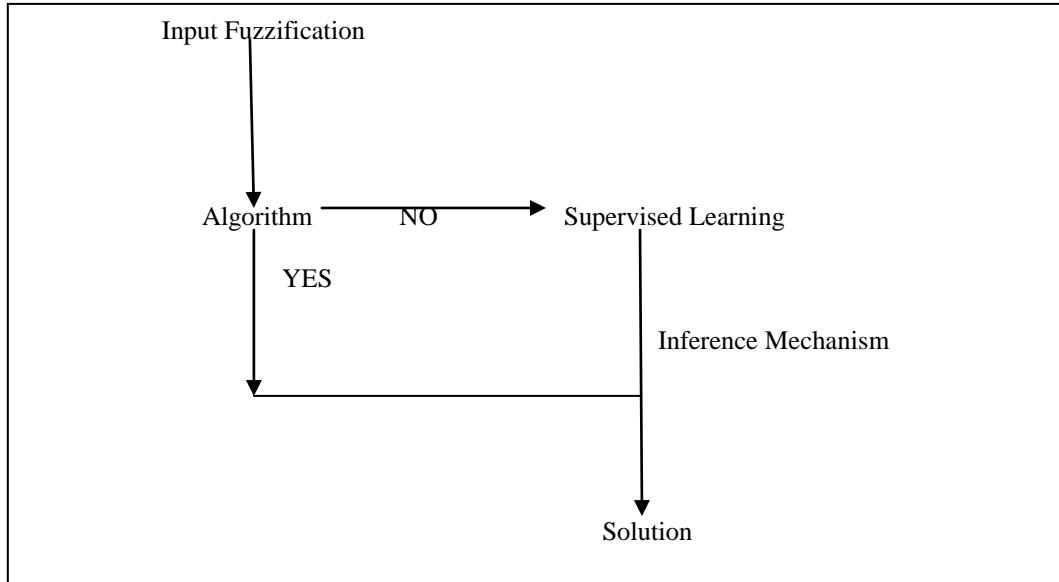 Input Fuzzification
Algorithm
NO
Supervised Learning
YES
Inference Mechanism
Solution